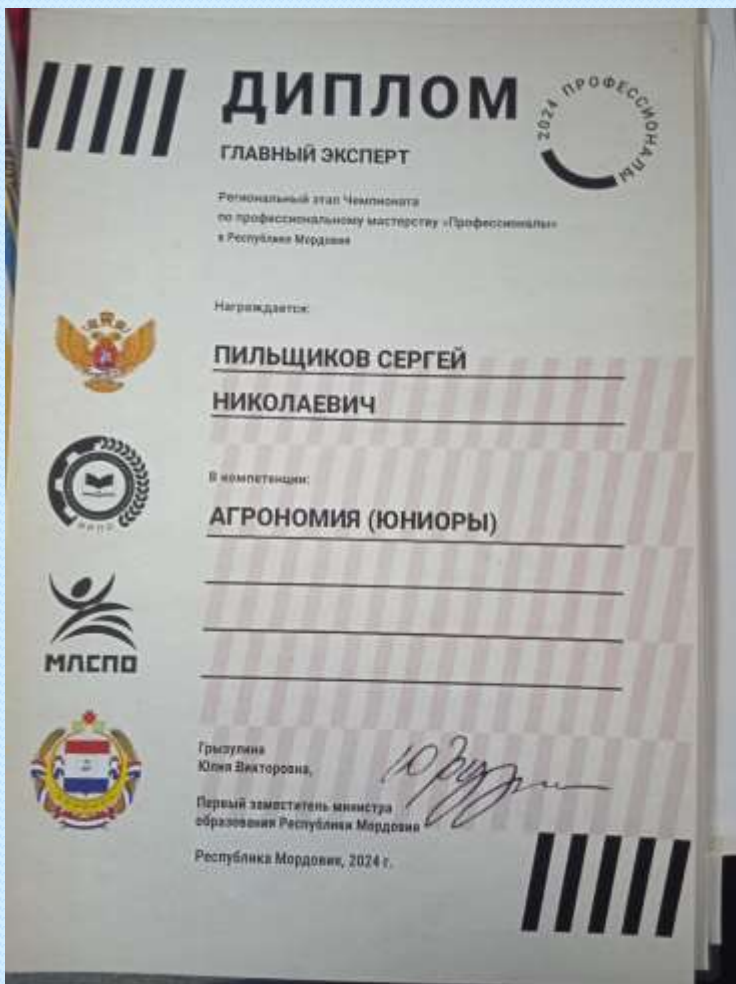 ДИПЛОМ
2024 ПРОФЕССИОНАЛЫ
ГЛАВНЫЙ ЭКСПЕРТ
Региональный этап Чемпионата
по профессиональному мастерству «Профессионалы»
в Республике Мордовия
Награждается:
ПИЛЬЩИКОВ СЕРГЕЙ
НИКОЛАЕВИЧ
В компетенции:
АГРОНОМИЯ (ЮНИОРЫ)
МЛСПО
Грызулина
Юлия Викторовна,
Первый заместитель министра
образования Республики Мордовия
Республика Мордовия, 2024 г.